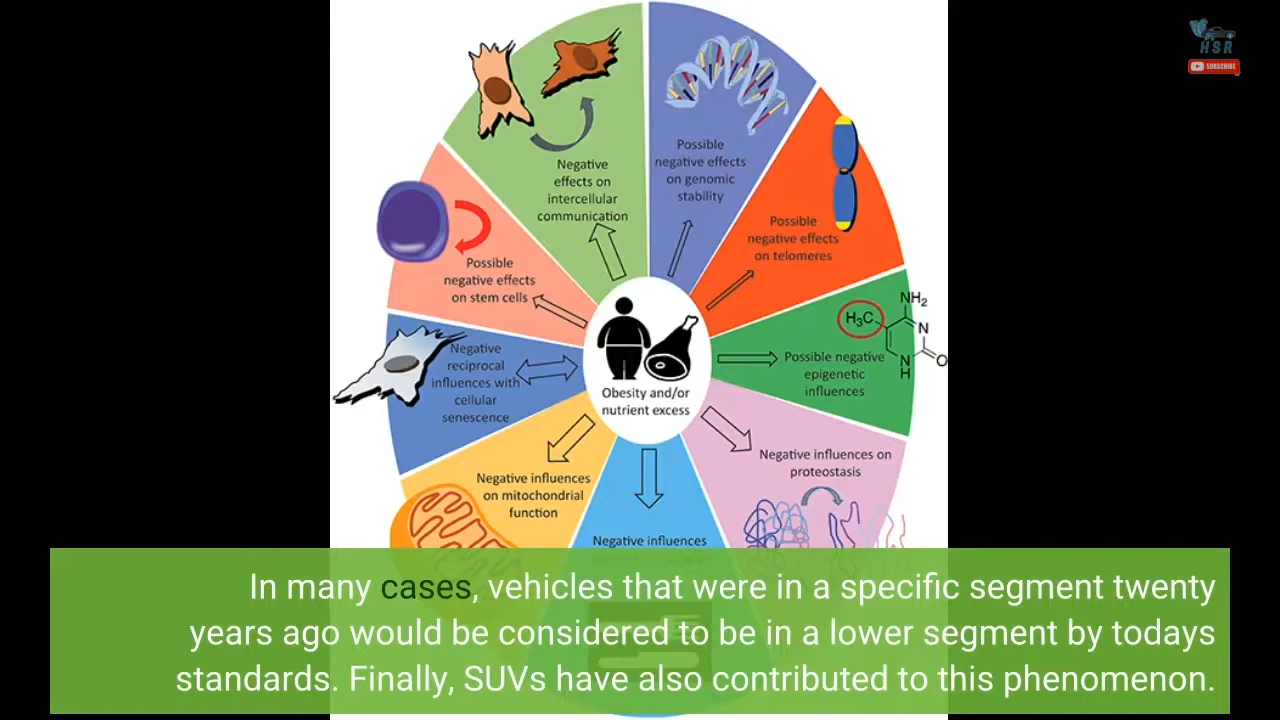 HSR
SUBSCRIBE
Negative
effects on
intercellular
communication
Possible
negative effects
on genomic
stability
Possible
negative effects
on telomeres
H₃C
NH₂
N
N
H
O
Possible negative
epigenetic
influences
Negative influences on
proteostasis
Negative influences
Negative influences
on mitochondrial
function
Negative
reciprocal
influences with
cellular
senescence
Possible
negative effects
on stem cells
Obesity and/or
nutrient excess
In many cases, vehicles that were in a specific segment twenty
years ago would be considered to be in a lower segment by todays
standards. Finally, SUVs have also contributed to this phenomenon.